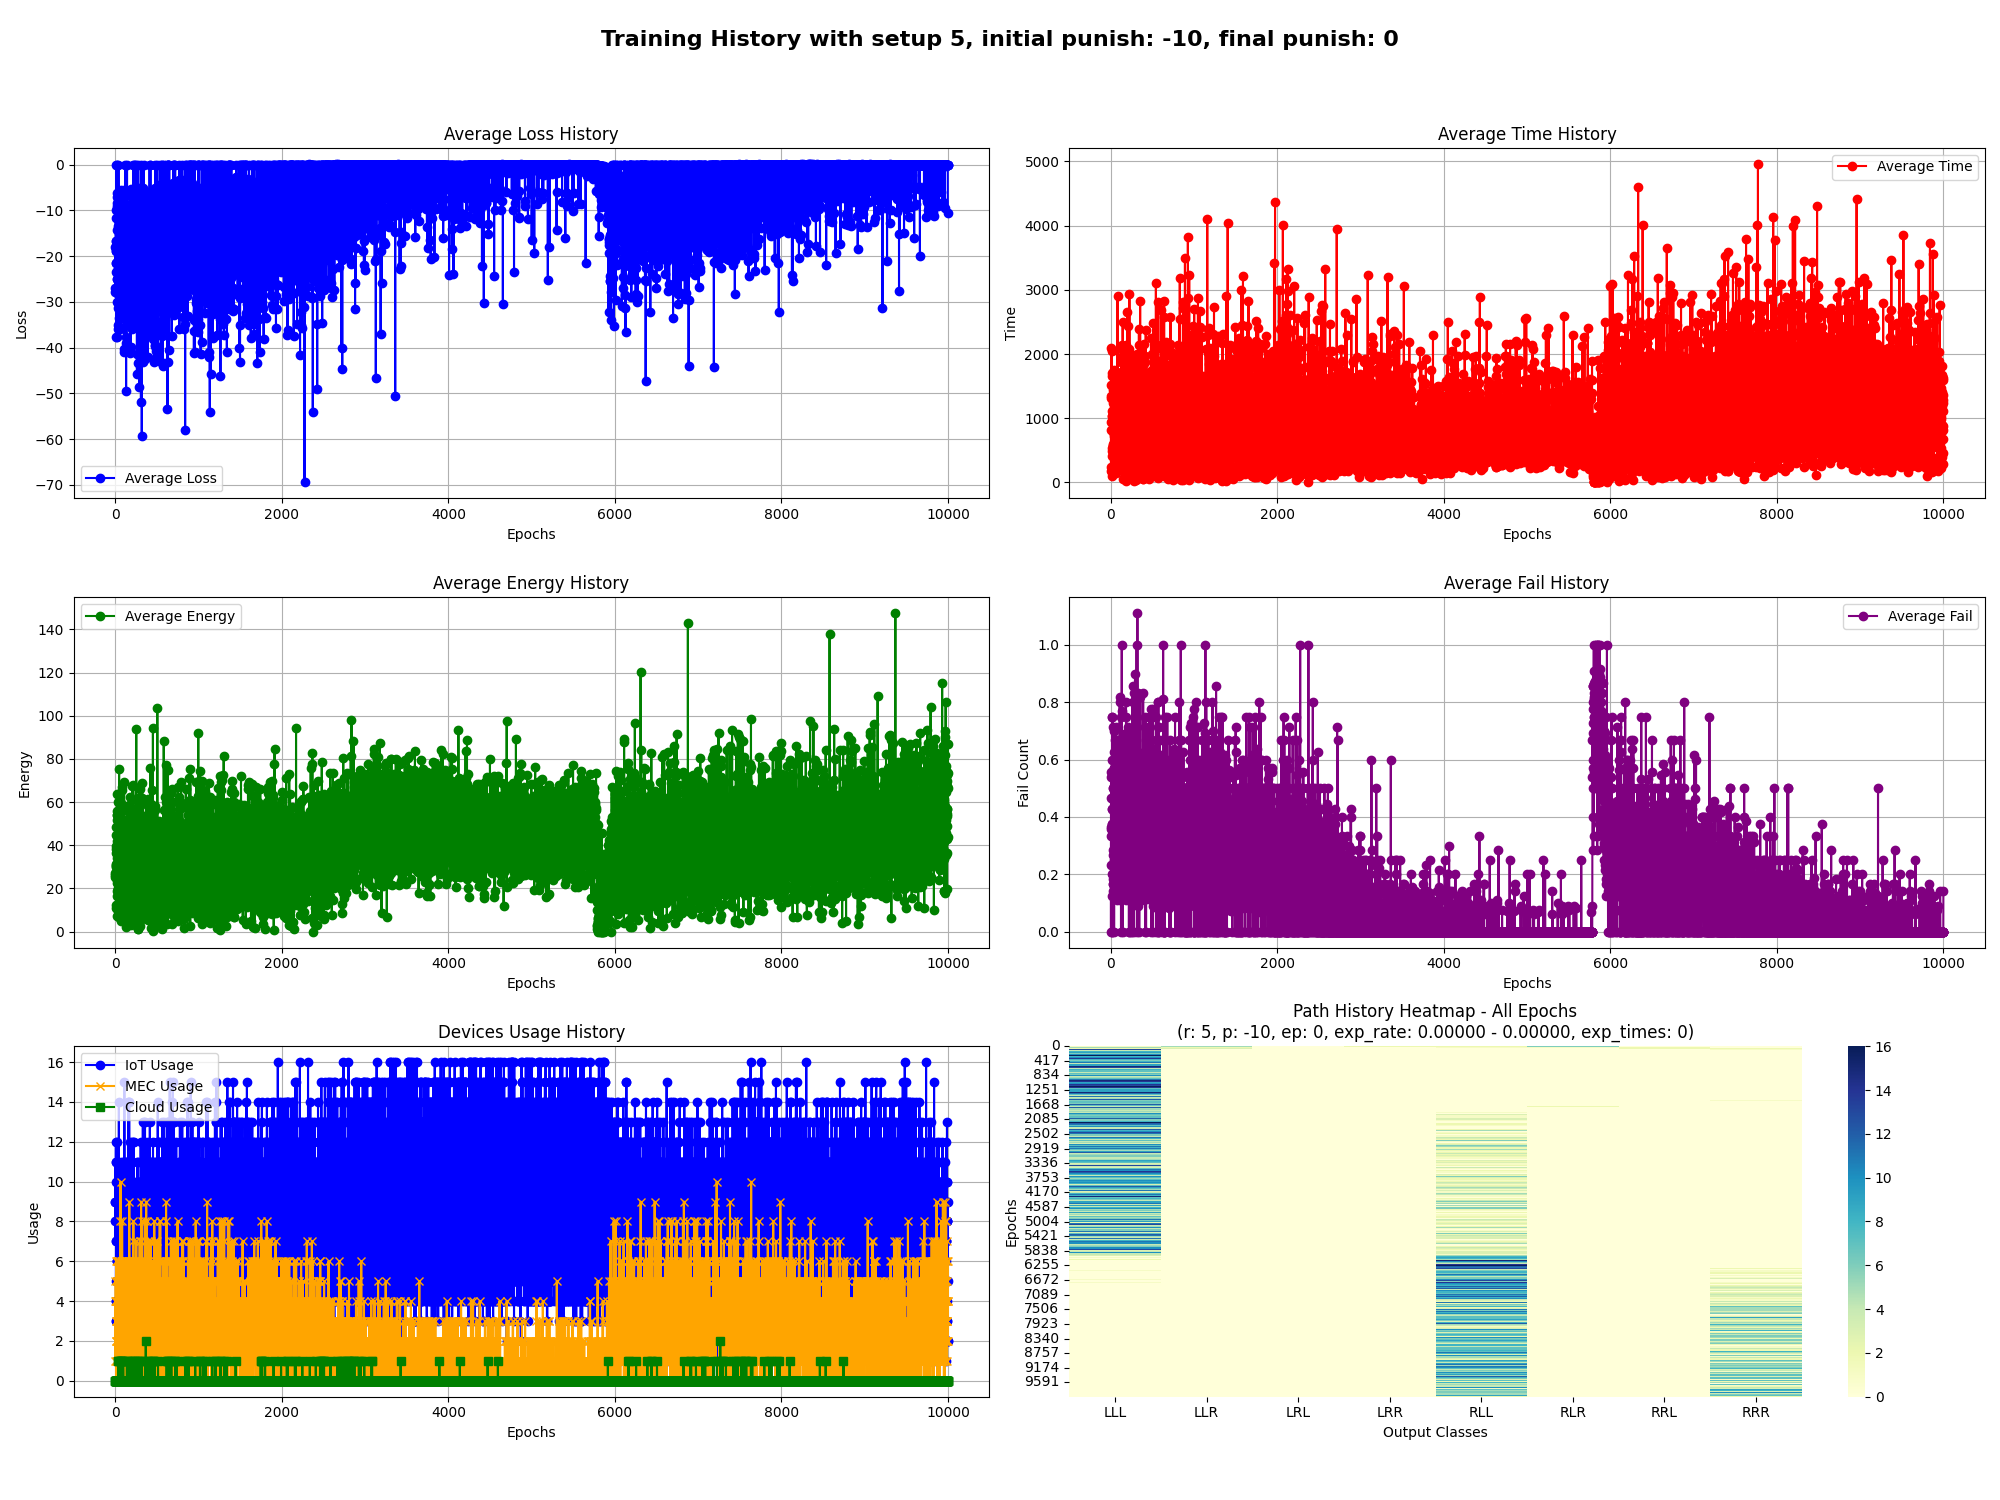 Training History with setup 5, initial punish: -10, final punish: 0
Average Loss History
0
−10
−20
−30
−40
−50
−60
−70
Loss
Average Loss
0 2000 4000 6000 8000 10000
Epochs
Average Time History
5000
4000
3000
2000
1000
0
Time
Average Time
0 2000 4000 6000 8000 10000
Epochs
Average Energy History
140
120
100
80
60
40
20
0
Energy
Average Energy
0 2000 4000 6000 8000 10000
Epochs
Average Fail History
1.0
0.8
0.6
0.4
0.2
0.0
Fail Count
Average Fail
0 2000 4000 6000 8000 10000
Epochs
Devices Usage History
16
14
12
10
8
6
4
2
0
Usage
IoT Usage
MEC Usage
Cloud Usage
0 2000 4000 6000 8000 10000
Epochs
Path History Heatmap - All Epochs
(r: 5, p: -10, ep: 0, exp_rate: 0.00000 - 0.00000, exp_times: 0)
0
417
834
1251
1668
2085
2502
2919
3336
3753
4170
4587
5004
5421
5838
6255
6672
7089
7506
7923
8340
8757
9174
9591
Epochs
LLL LLR LRL LRR RLL RLR RRL RRR
Output Classes
16
14
12
10
8
6
4
2
0